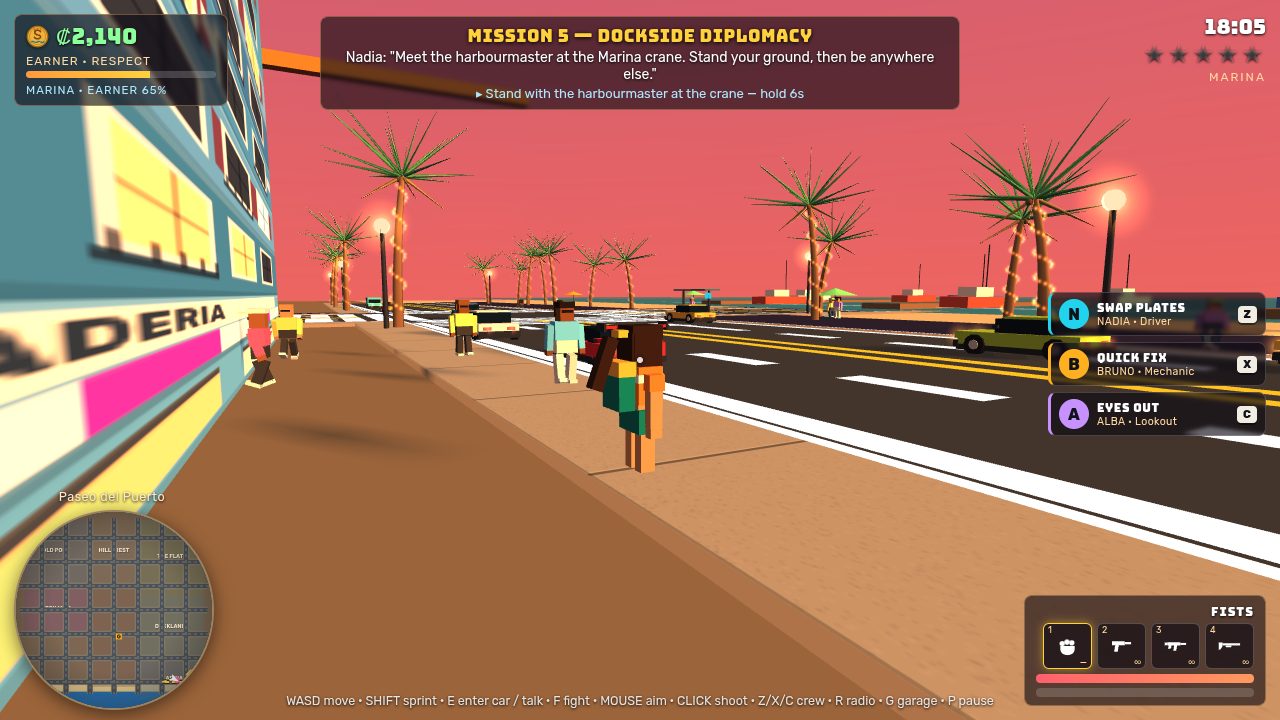 ₡2,140
EARNER • RESPECT
MARINA • EARNER 65%
MISSION 5 — DOCKSIDE DIPLOMACY
Nadia: "Meet the harbourmaster at the Marina crane. Stand your ground, then be anywhere
else."
▸ Stand with the harbourmaster at the crane — hold 6s
18:05
MARINA
ADERIA
N
SWAP PLATES
NADIA • Driver
Z
B
QUICK FIX
BRUNO • Mechanic
X
A
EYES OUT
ALBA • Lookout
C
Paseo del Puerto
FISTS
1
2
3
4
— ∞ ∞ ∞
WASD move • SHIFT sprint • E enter car / talk • F fight • MOUSE aim • CLICK shoot • Z/X/C crew • R radio • G garage • P pause